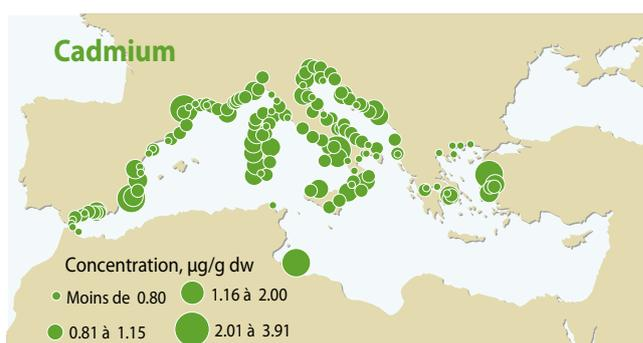 Cadmium
Concentration, µg/g dw
Moins de 0.80
1.16 à 2.00
0.81 à 1.15
2.01 à 3.91